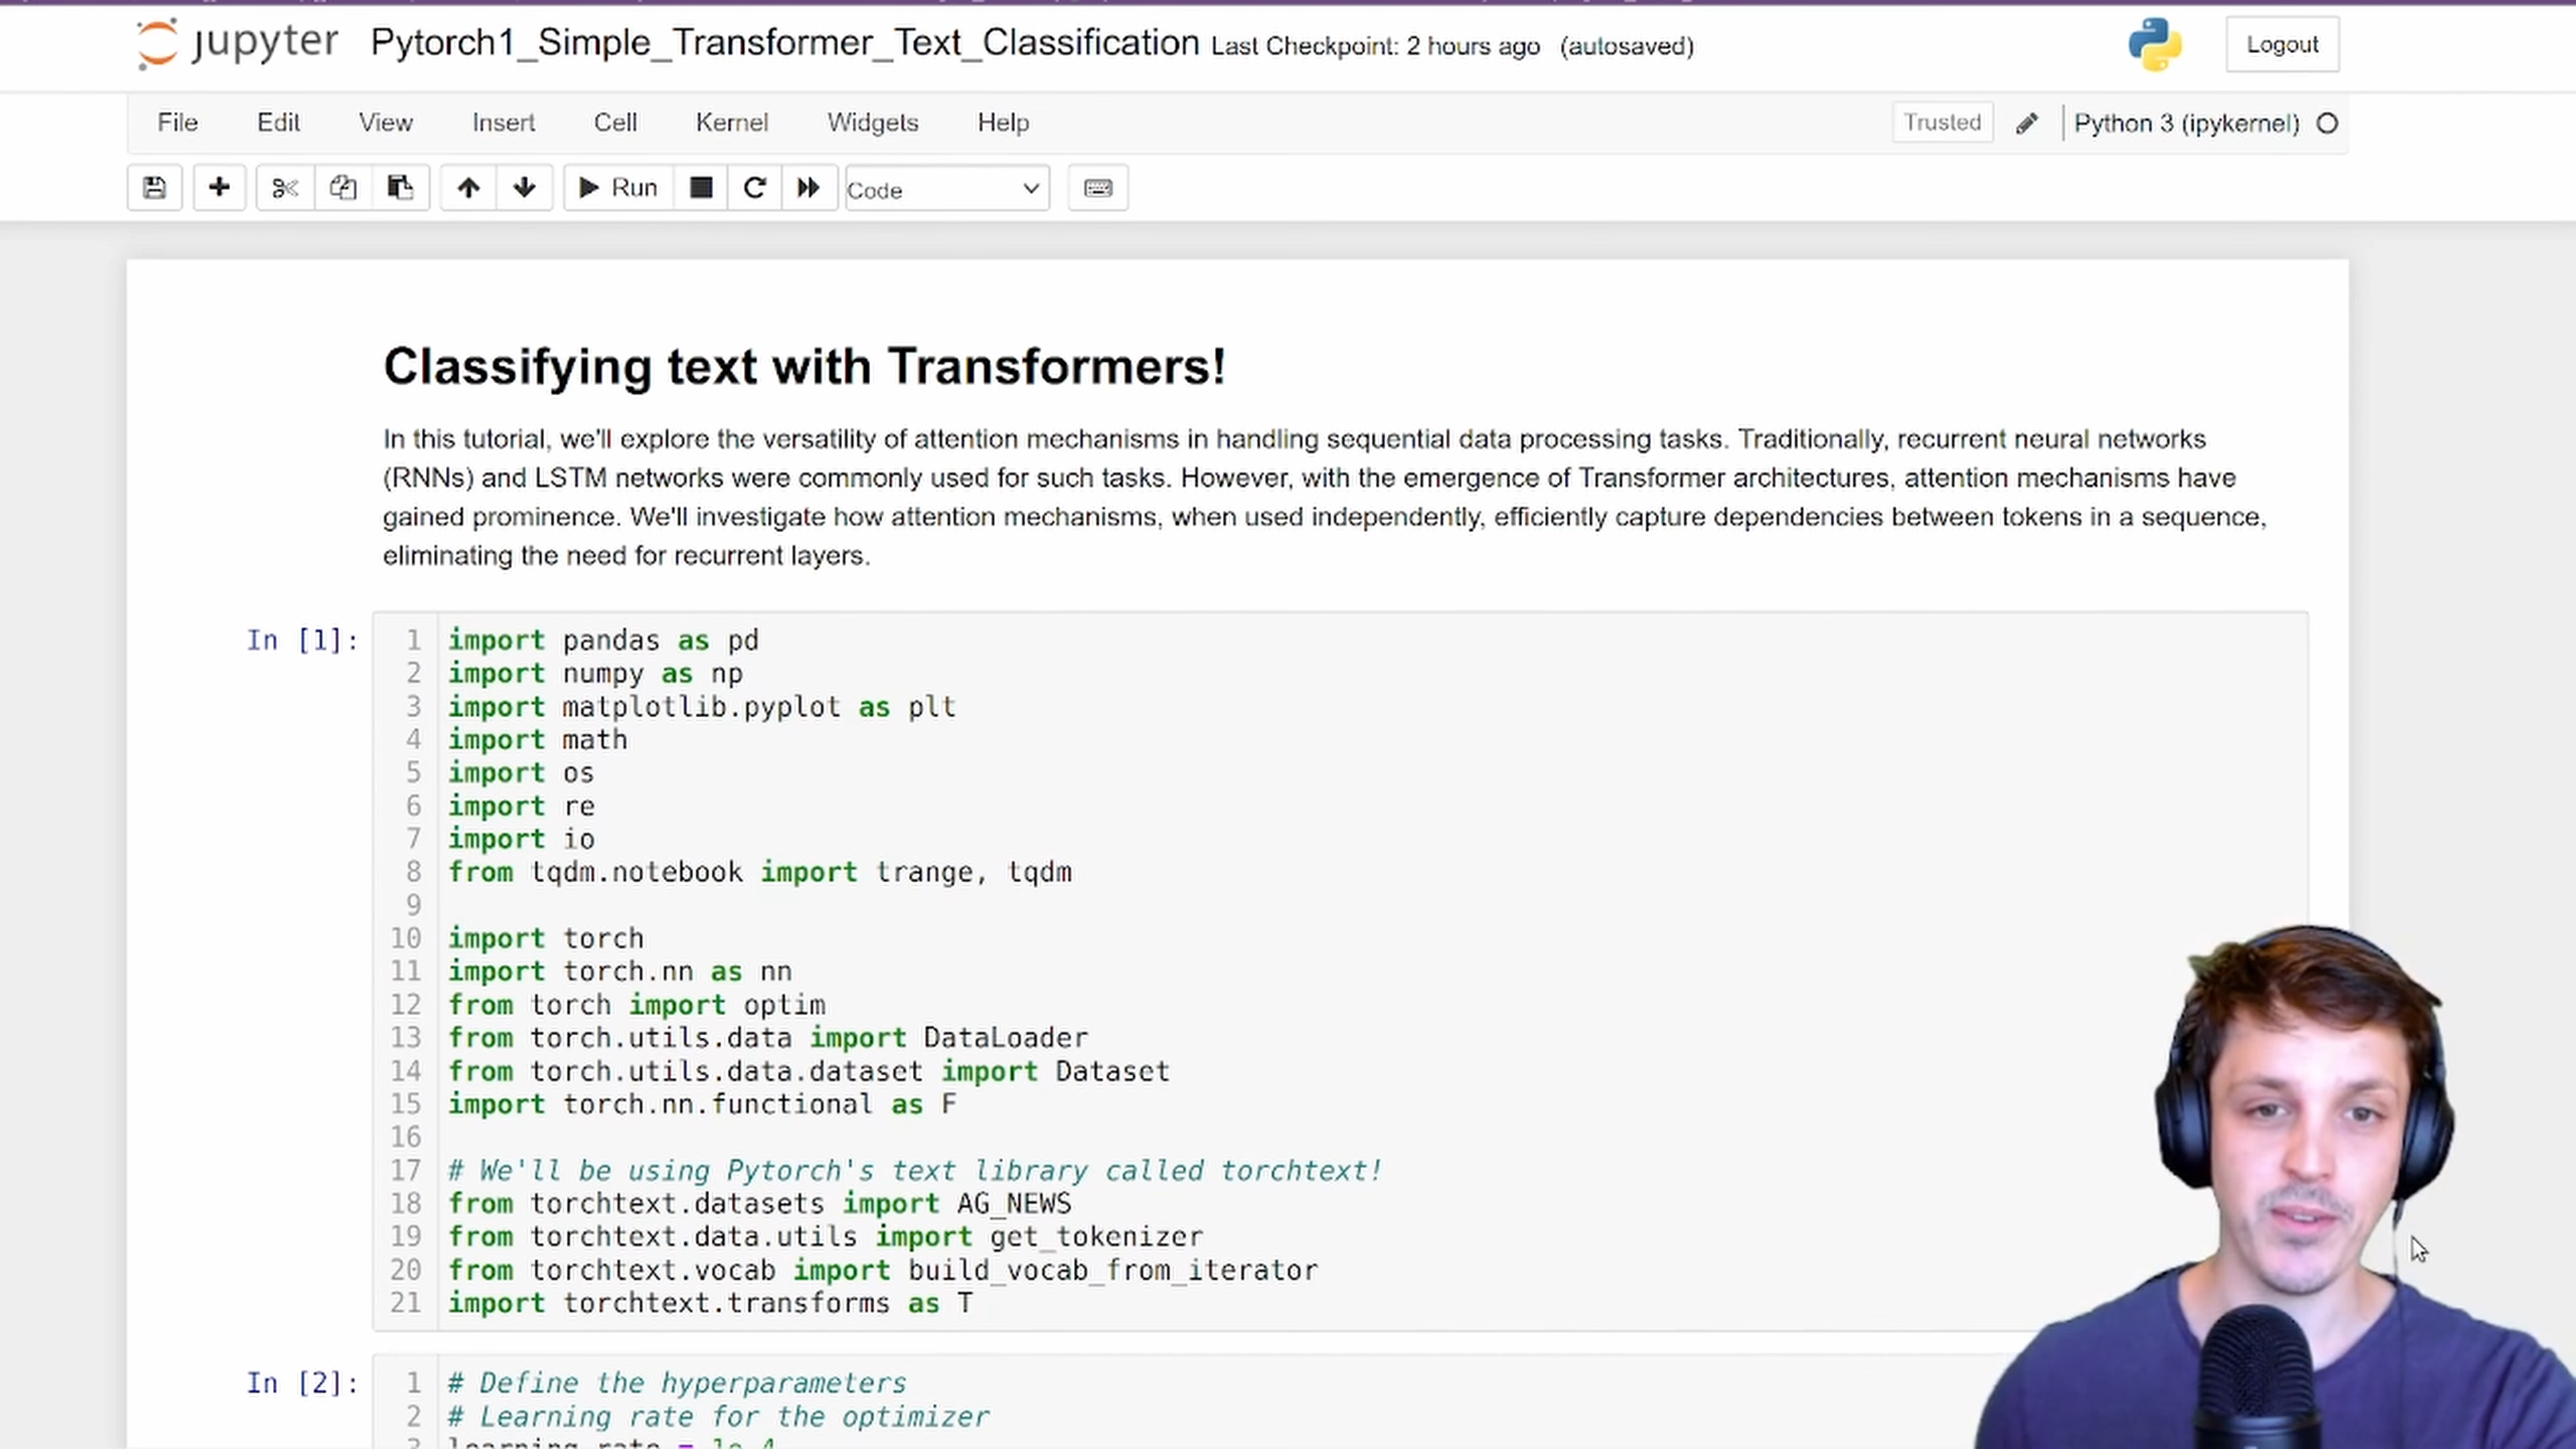 jupyter Pytorch1_Simple_Transformer_Text_Classification Last Checkpoint: 2 hours ago (autosaved) Logout
File Edit View Insert Cell Kernel Widgets Help Trusted Python 3 (ipykernel)
Run Code
Classifying text with Transformers!
In this tutorial, we'll explore the versatility of attention mechanisms in handling sequential data processing tasks. Traditionally, recurrent neural networks
(RNNs) and LSTM networks were commonly used for such tasks. However, with the emergence of Transformer architectures, attention mechanisms have
gained prominence. We'll investigate how attention mechanisms, when used independently, efficiently capture dependencies between tokens in a sequence,
eliminating the need for recurrent layers.
In [1]: 1 import pandas as pd
2 import numpy as np
3 import matplotlib.pyplot as plt
4 import math
5 import os
6 import re
7 import io
8 from tqdm.notebook import trange, tqdm
9
10 import torch
11 import torch.nn as nn
12 from torch import optim
13 from torch.utils.data import DataLoader
14 from torch.utils.data.dataset import Dataset
15 import torch.nn.functional as F
16
17 # We'll be using Pytorch's text library called torchtext!
18 from torchtext.datasets import AG_NEWS
19 from torchtext.data.utils import get_tokenizer
20 from torchtext.vocab import build_vocab_from_iterator
21 import torchtext.transforms as T
In [2]: 1 # Define the hyperparameters
2 # Learning rate for the optimizer